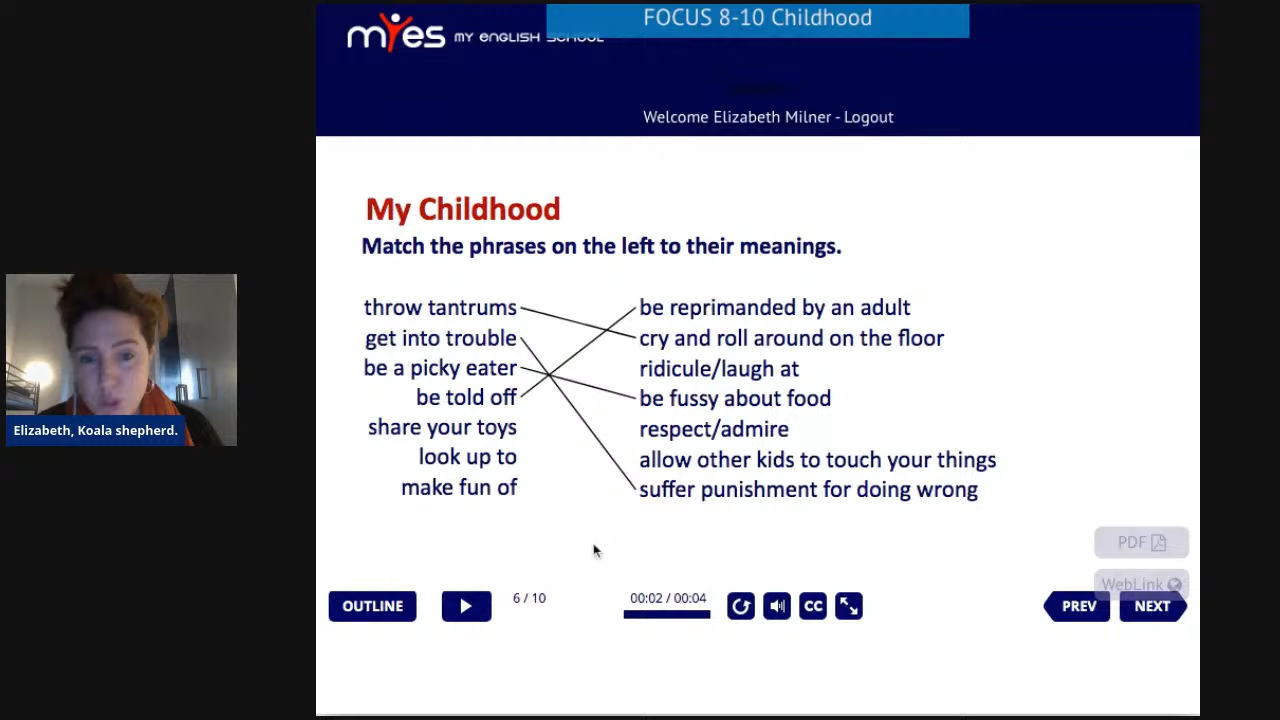 FOCUS 8-10 Childhood
myes MY ENGLISH SCHOOL
Welcome Elizabeth Milner - Logout
My Childhood
Match the phrases on the left to their meanings.
throw tantrums be reprimanded by an adult
get into trouble cry and roll around on the floor
be a picky eater ridicule/laugh at
be told off be fussy about food
share your toys respect/admire
look up to allow other kids to touch your things
make fun of suffer punishment for doing wrong
Elizabeth, Koala shepherd.
PDF
WebLink
OUTLINE 6 / 10 00:02 / 00:04 CC PREV NEXT